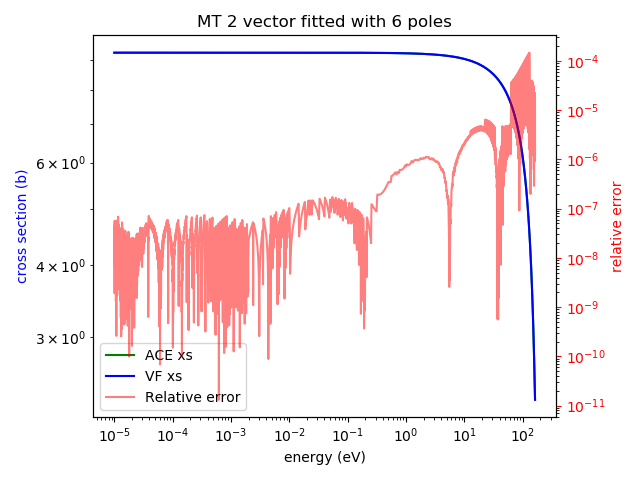 MT 2 vector fitted with 6 poles
cross section (b)
6 × 10⁰
4 × 10⁰
3 × 10⁰
10⁻⁴
10⁻⁵
10⁻⁶
10⁻⁷
10⁻⁸
10⁻⁹
10⁻¹⁰
10⁻¹¹
relative error
ACE xs
VF xs
Relative error
10⁻⁵ 10⁻⁴ 10⁻³ 10⁻² 10⁻¹ 10⁰ 10¹ 10²
energy (eV)